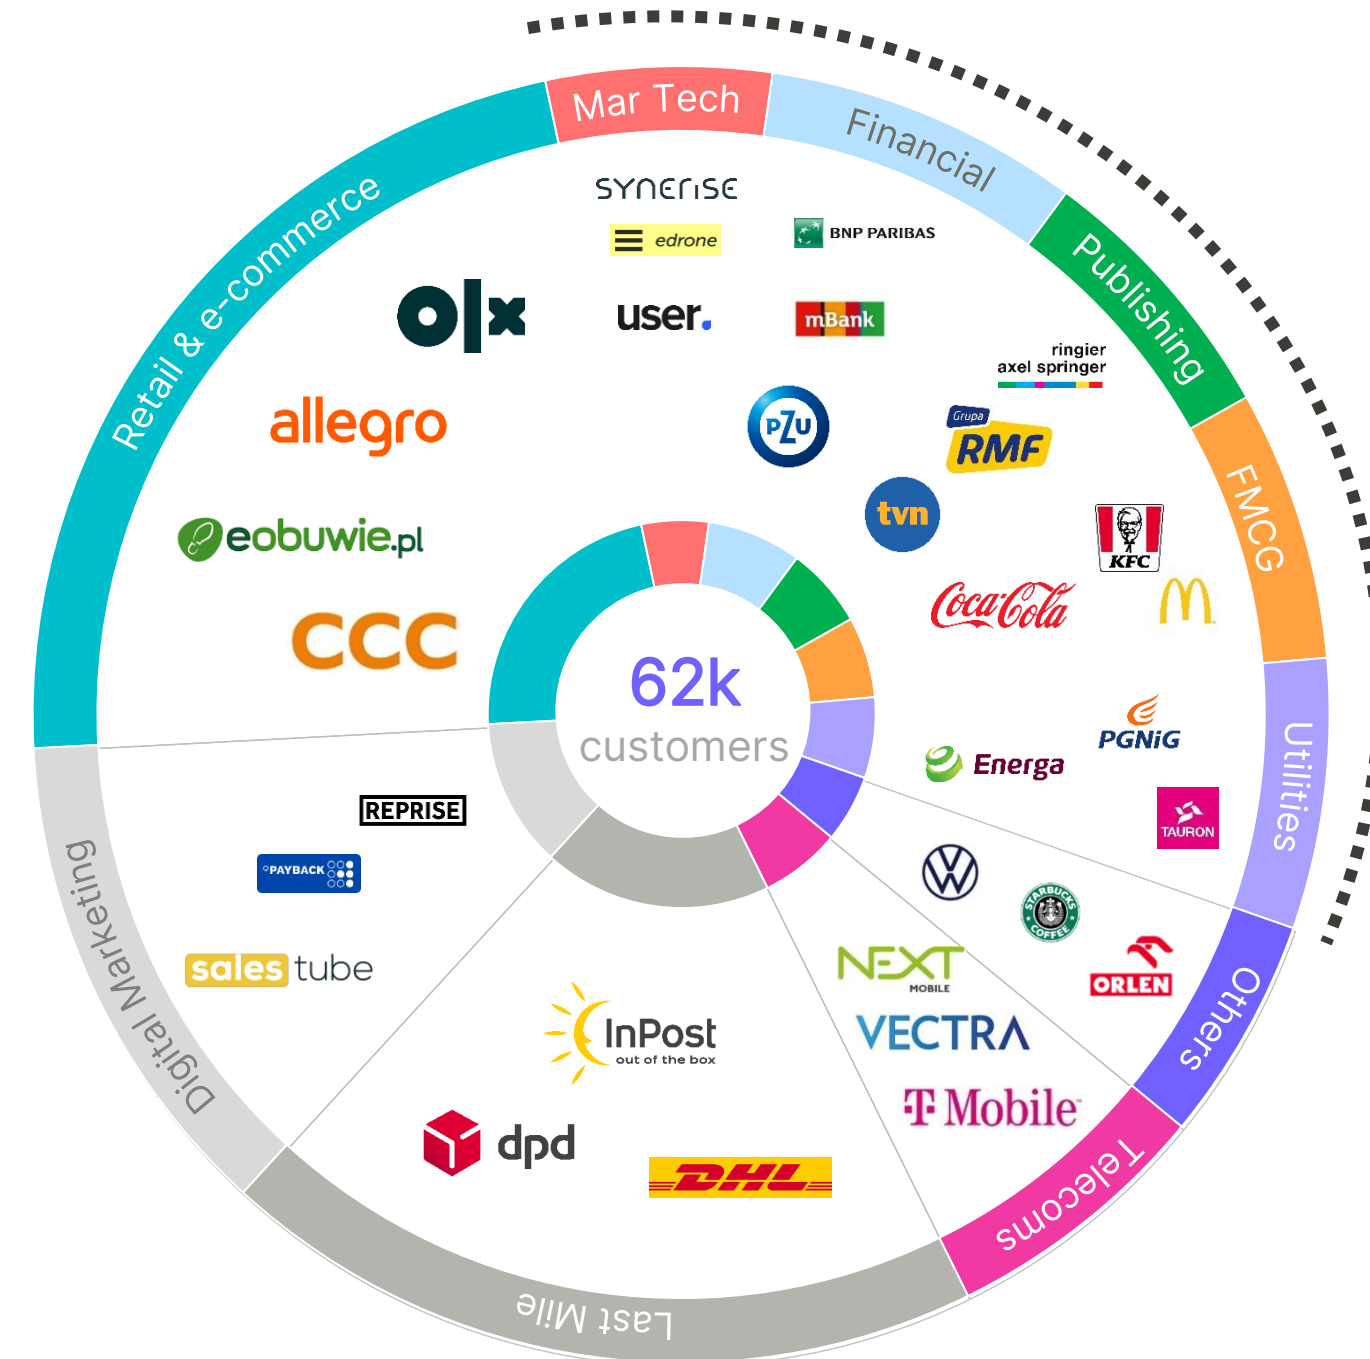 Mar Tech
Financial
Publishing
FMCG
Utilities
Others
Telecoms
Last Mile
Digital Marketing
Retail & e-commerce
SYNERISE
edrone
user.
BNP PARIBAS
mBank
PZU
ringier
axel springer
Grupa
RMF
tvn
KFC
Coca-Cola
PGNiG
Energa
TAURON
STARBUCKS
COFFEE
ORLEN
NEXT
MOBILE
VECTRA
T Mobile
InPost
out of the box
dpd
DHL
REPRISE
PAYBACK
sales tube
olx
allegro
eobuwie.pl
CCC
62k
customers